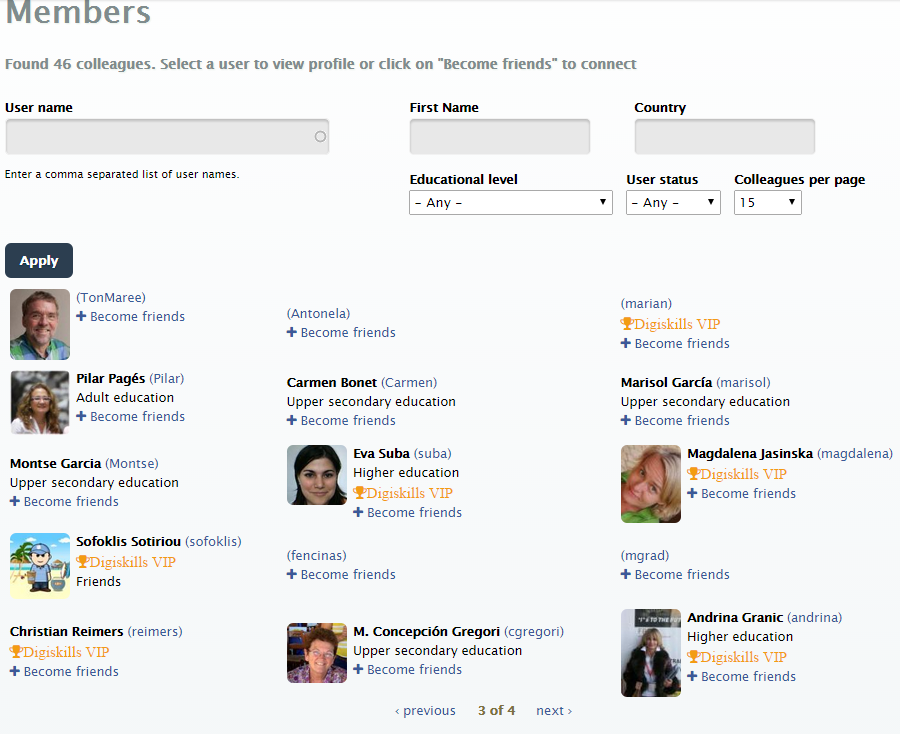 Members
Found 46 colleagues. Select a user to view profile or click on "Become friends" to connect
User name
First Name
Country
Enter a comma separated list of user names.
Educational level
User status
Colleagues per page
- Any -
- Any -
15
Apply
(TonMaree)
+ Become friends
(Antonela)
+ Become friends
(marian)
Digiskills VIP
+ Become friends
Pilar Pagés (Pilar)
Adult education
+ Become friends
Carmen Bonet (Carmen)
Upper secondary education
+ Become friends
Marisol García (marisol)
Upper secondary education
+ Become friends
Montse Garcia (Montse)
Upper secondary education
+ Become friends
Eva Suba (suba)
Higher education
Digiskills VIP
+ Become friends
Magdalena Jasinska (magdalena)
Digiskills VIP
+ Become friends
Sofoklis Sotiriou (sofoklis)
Digiskills VIP
Friends
(fencinas)
+ Become friends
(mgrad)
+ Become friends
Christian Reimers (reimers)
Digiskills VIP
+ Become friends
M. Concepción Gregori (cgregori)
Upper secondary education
+ Become friends
Andrina Granic (andrina)
Higher education
Digiskills VIP
+ Become friends
‹ previous 3 of 4 next ›